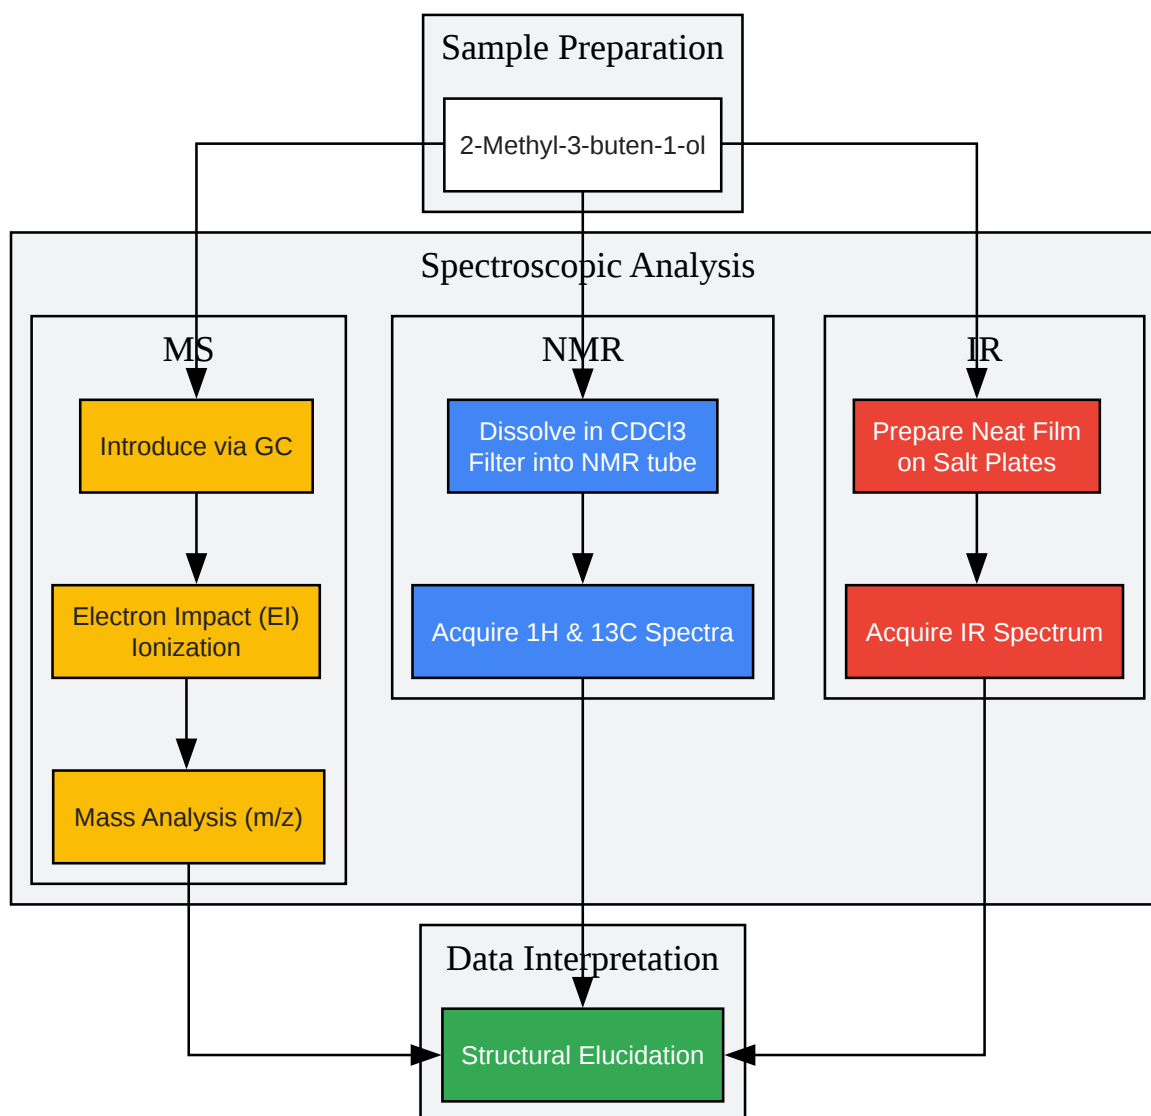 Sample Preparation
2-Methyl-3-buten-1-ol
Spectroscopic Analysis
MS
Introduce via GC
Electron Impact (EI)
Ionization
Mass Analysis (m/z)
NMR
Dissolve in CDCl3
Filter into NMR tube
Acquire 1H & 13C Spectra
IR
Prepare Neat Film
on Salt Plates
Acquire IR Spectrum
Data Interpretation
Structural Elucidation